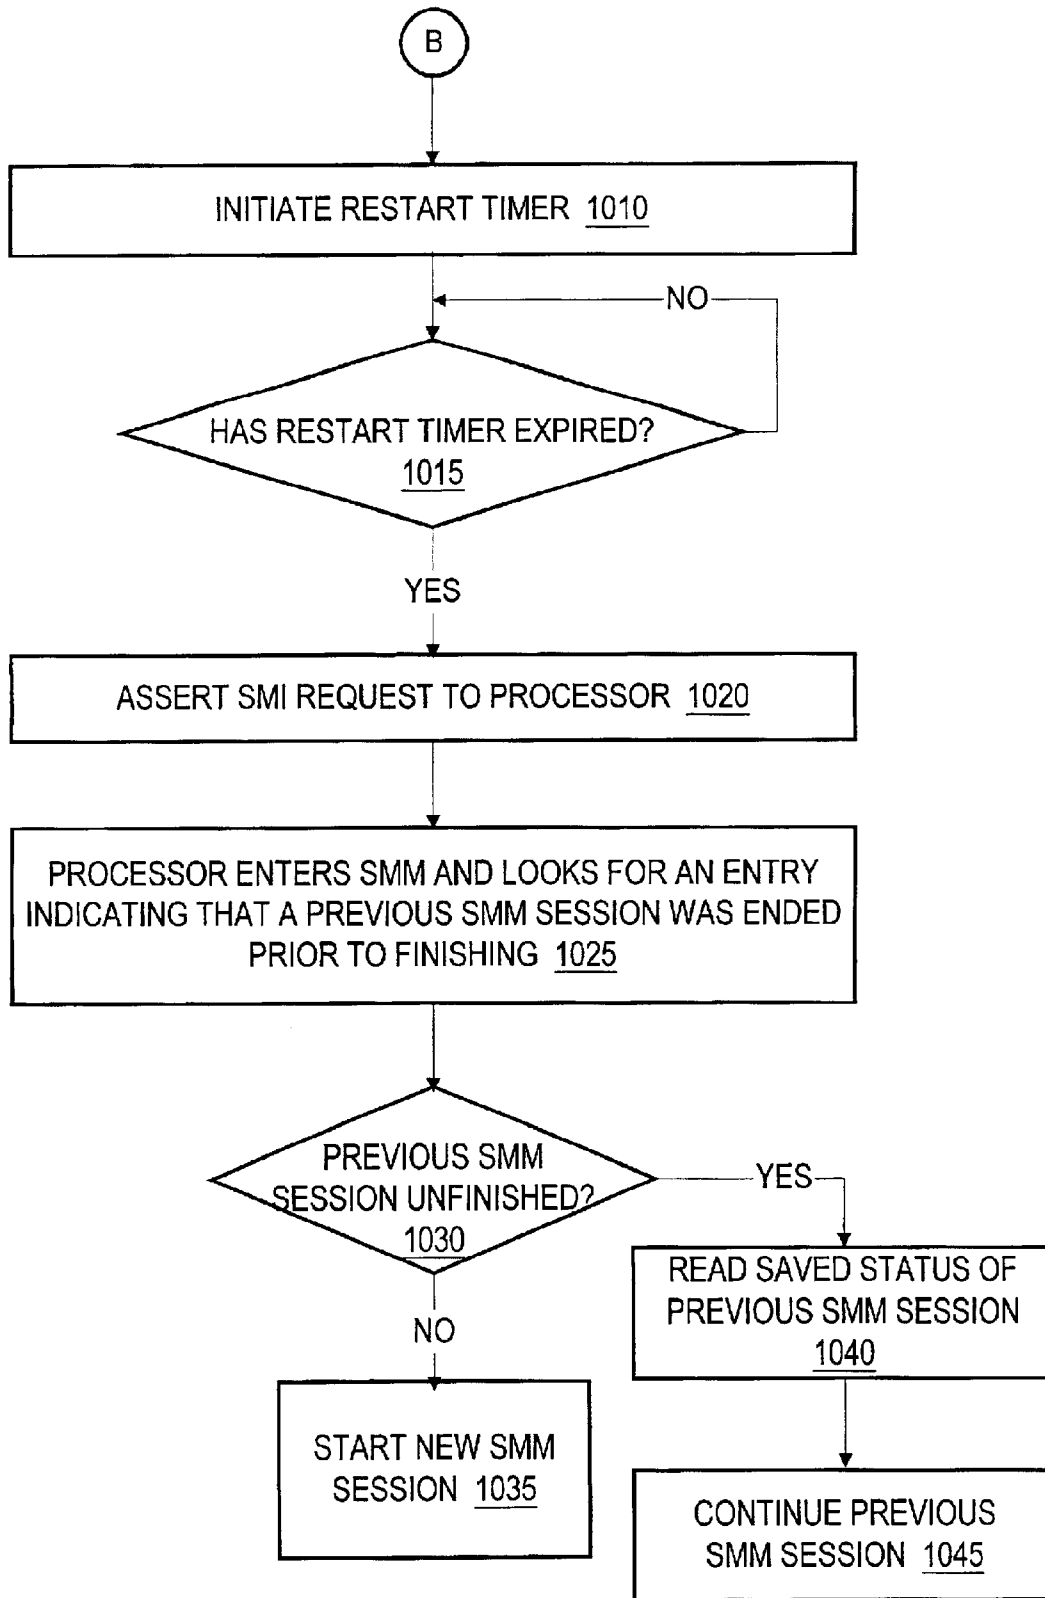 B
INITIATE RESTART TIMER 1010
NO
HAS RESTART TIMER EXPIRED?
1015
YES
ASSERT SMI REQUEST TO PROCESSOR 1020
PROCESSOR ENTERS SMM AND LOOKS FOR AN ENTRY
INDICATING THAT A PREVIOUS SMM SESSION WAS ENDED
PRIOR TO FINISHING 1025
PREVIOUS SMM
SESSION UNFINISHED?
1030
YES
NO
READ SAVED STATUS OF
PREVIOUS SMM SESSION
1040
START NEW SMM
SESSION 1035
CONTINUE PREVIOUS
SMM SESSION 1045